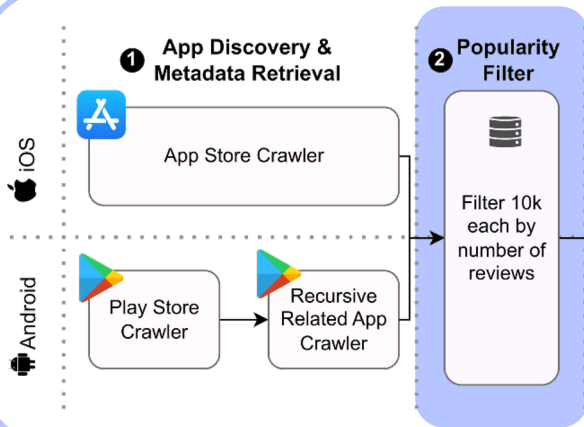 1
App Discovery &
Metadata Retrieval
2
Popularity
Filter
iOS
App Store Crawler
Filter 10k
each by
number of
reviews
Android
Play Store
Crawler
Recursive
Related App
Crawler